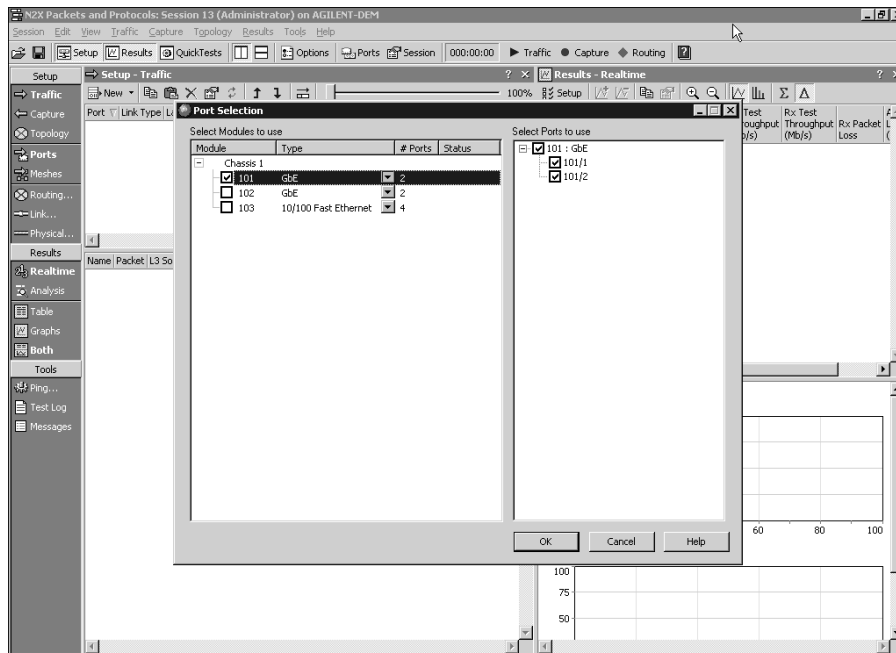 N2X Packets and Protocols: Session 13 (Administrator) on AGILENT-DEM
Session Edit View Traffic Capture Topology Results Tools Help
Setup Results QuickTests Options Ports Session 000:00:00 Traffic Capture Routing
Setup
Traffic
Capture
Topology
Ports
Meshes
Routing...
Link...
Physical...
Results
Realtime
Analysis
Table
Graphs
Both
Tools
Ping...
Test Log
Messages
Setup - Traffic
New 100%
Port Link Type
Name Packet L3 So
Results - Realtime
Setup
Test
Rx Test
Throughput Rx Packet
(Mb/s) Loss
Port Selection
Select Modules to use
Module Type # Ports Status
Chassis 1
101 GbE 2
102 GbE 2
103 10/100 Fast Ethernet 4
Select Ports to use
101 : GbE
101/1
101/2
OK Cancel Help
60 80 100
100
75
50